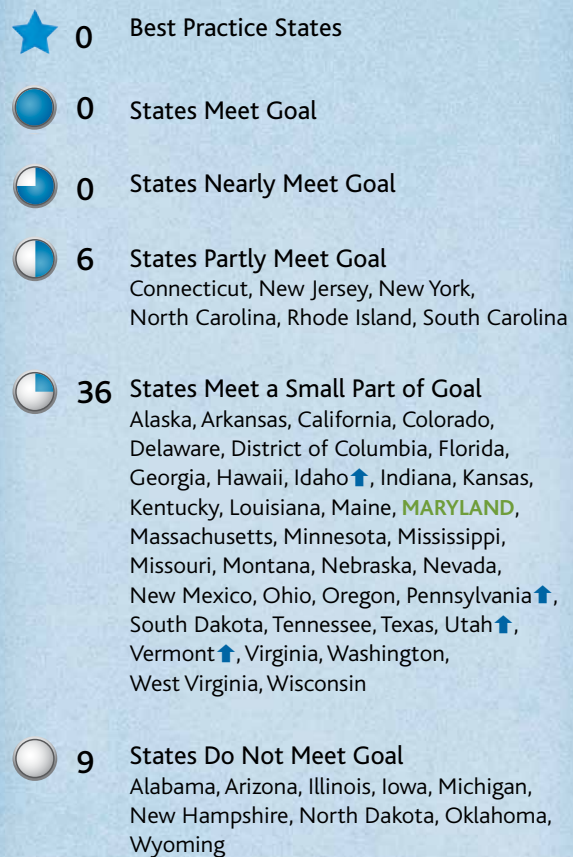 0 Best Practice States
0 States Meet Goal
0 States Nearly Meet Goal
6 States Partly Meet Goal
Connecticut, New Jersey, New York,
North Carolina, Rhode Island, South Carolina
36 States Meet a Small Part of Goal
Alaska, Arkansas, California, Colorado,
Delaware, District of Columbia, Florida,
Georgia, Hawaii, Idaho⬆, Indiana, Kansas,
Kentucky, Louisiana, Maine, MARYLAND,
Massachusetts, Minnesota, Mississippi,
Missouri, Montana, Nebraska, Nevada,
New Mexico, Ohio, Oregon, Pennsylvania⬆,
South Dakota, Tennessee, Texas, Utah⬆,
Vermont⬆, Virginia, Washington,
West Virginia, Wisconsin
9 States Do Not Meet Goal
Alabama, Arizona, Illinois, Iowa, Michigan,
New Hampshire, North Dakota, Oklahoma,
Wyoming